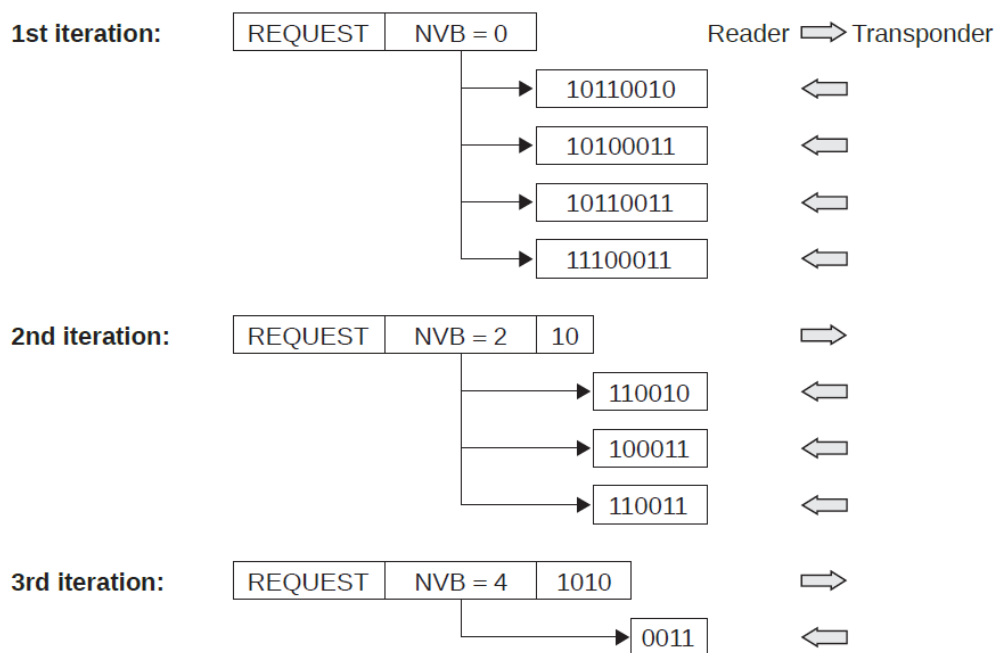 1st iteration: REQUEST NVB = 0 Reader Transponder
10110010
10100011
10110011
11100011
2nd iteration: REQUEST NVB = 2 10
110010
100011
110011
3rd iteration: REQUEST NVB = 4 1010
0011